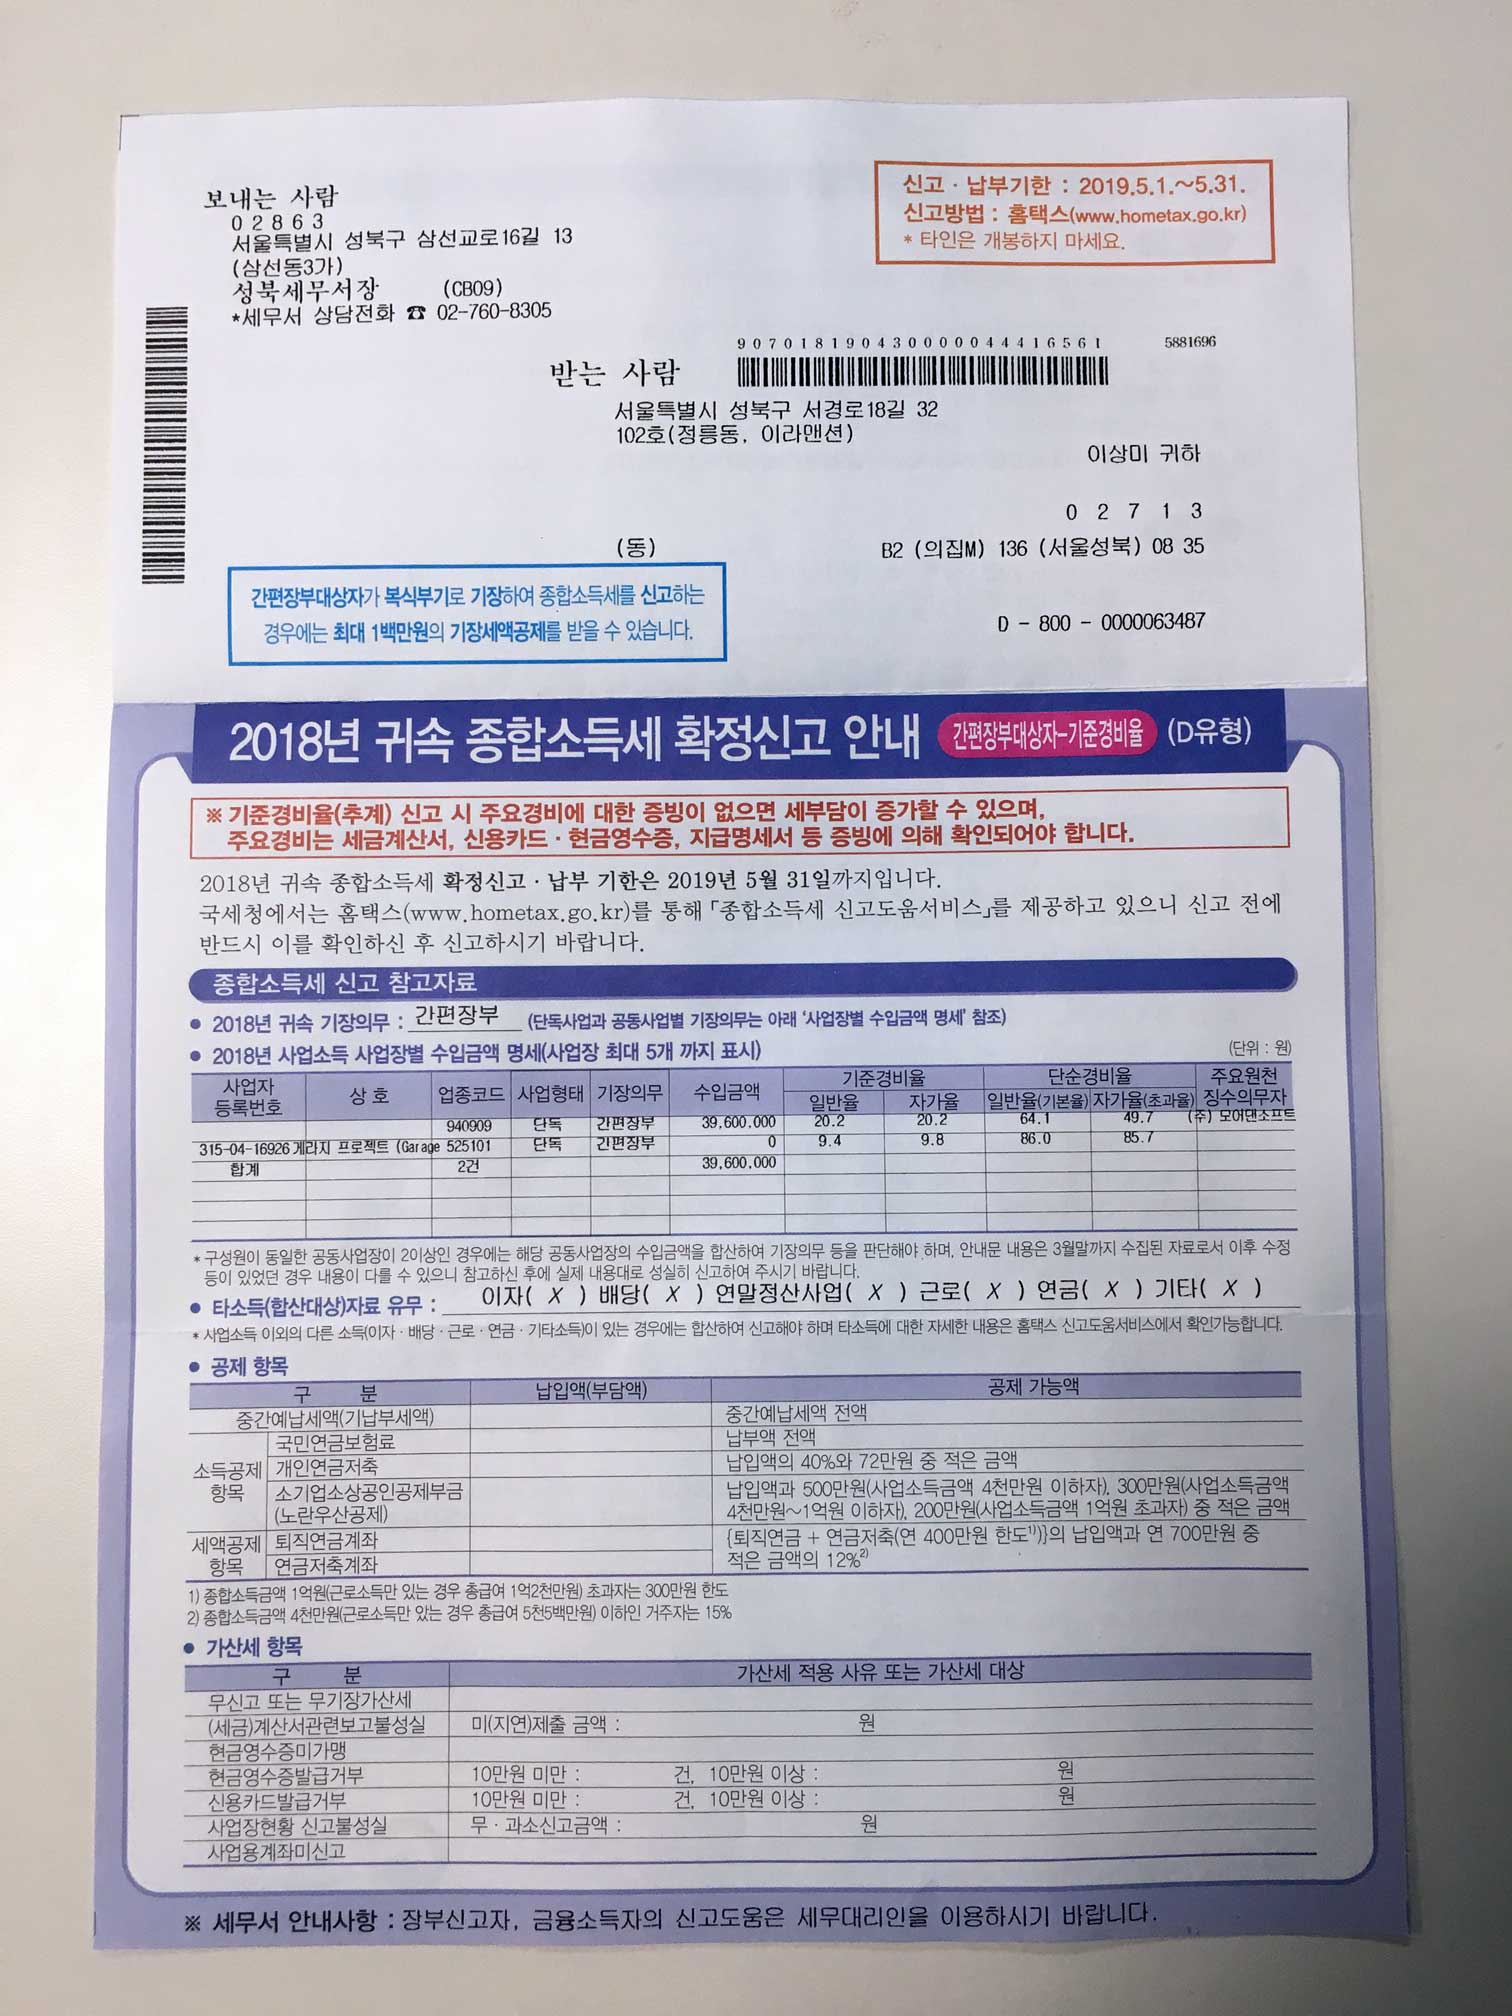 보내는 사람
02863
서울특별시 성북구 삼선교로16길 13
(삼선동3가)
성북세무서장 (CB09)
*세무서 상담전화 ☎ 02-760-8305
신고 · 납부기한 : 2019.5.1.~5.31.
신고방법 : 홈택스(www.hometax.go.kr)
* 타인은 개봉하지 마세요.
907018190430000044416561
5881696
받는 사람
서울특별시 성북구 서경로18길 32
102호(정릉동, 이라맨션)
이상미 귀하
0 2 7 1 3
(동) B2 (의집M) 136 (서울성북) 08 35
간편장부대상자가 복식부기로 기장하여 종합소득세를 신고하는
경우에는 최대 1백만원의 기장세액공제를 받을 수 있습니다.
D - 800 - 0000063487
2018년 귀속 종합소득세 확정신고 안내 간편장부대상자-기준경비율 (D유형)
※ 기준경비율(추계) 신고 시 주요경비에 대한 증빙이 없으면 세부담이 증가할 수 있으며,
주요경비는 세금계산서, 신용카드 · 현금영수증, 지급명세서 등 증빙에 의해 확인되어야 합니다.
2018년 귀속 종합소득세 확정신고 · 납부 기한은 2019년 5월 31일까지입니다.
국세청에서는 홈택스(www.hometax.go.kr)를 통해 「종합소득세 신고도움서비스」를 제공하고 있으니 신고 전에
반드시 이를 확인하신 후 신고하시기 바랍니다.
종합소득세 신고 참고자료
● 2018년 귀속 기장의무 : 간편장부 (단독사업과 공동사업별 기장의무는 아래 '사업장별 수입금액 명세' 참조)
● 2018년 사업소득 사업장별 수입금액 명세(사업장 최대 5개 까지 표시) (단위 : 원)
사업자 등록번호 상 호 업종코드 사업형태 기장의무 수입금액 기준경비율 단순경비율 주요원천 징수의무자
일반율 자가율 일반율(기본율) 자가율(초과율)
940909 단독 간편장부 39,600,000 20.2 20.2 64.1 49.7 (주) 모어댄소프트
315-04-16926 게라지 프로젝트 (Garage 525101 단독 간편장부 0 9.4 9.8 86.0 85.7
합계 2건 39,600,000
* 구성원이 동일한 공동사업장이 2이상인 경우에는 해당 공동사업장의 수입금액을 합산하여 기장의무 등을 판단해야 하며, 안내문 내용은 3월말까지 수집된 자료로서 이후 수정
등이 있었던 경우 내용이 다를 수 있으니 참고하신 후에 실제 내용대로 성실히 신고하여 주시기 바랍니다.
● 타소득(합산대상)자료 유무 : 이자( X ) 배당( X ) 연말정산사업( X ) 근로( X ) 연금( X ) 기타( X )
* 사업소득 이외의 다른 소득(이자 · 배당 · 근로 · 연금 · 기타소득)이 있는 경우에는 합산하여 신고해야 하며 타소득에 대한 자세한 내용은 홈택스 신고도움서비스에서 확인가능합니다.
● 공제 항목
구 분 납입액(부담액) 공제 가능액
중간예납세액(기납부세액) 중간예납세액 전액
소득공제 항목 국민연금보험료 납부액 전액
개인연금저축 납입액의 40%와 72만원 중 적은 금액
소기업소상공인공제부금 (노란우산공제) 납입액과 500만원(사업소득금액 4천만원 이하자), 300만원(사업소득금액
4천만원~1억원 이하자), 200만원(사업소득금액 1억원 초과자) 중 적은 금액
세액공제 항목 퇴직연금계좌 {퇴직연금 + 연금저축(연 400만원 한도1))}의 납입액과 연 700만원 중
연금저축계좌 적은 금액의 12%2)
1) 종합소득금액 1억원(근로소득만 있는 경우 총급여 1억2천만원) 초과자는 300만원 한도
2) 종합소득금액 4천만원(근로소득만 있는 경우 총급여 5천5백만원) 이하인 거주자는 15%
● 가산세 항목
구 분 가산세 적용 사유 또는 가산세 대상
무신고 또는 무기장가산세
(세금)계산서관련보고불성실 미(지연)제출 금액 : 원
현금영수증미가맹
현금영수증발급거부 10만원 미만 : 건, 10만원 이상 : 원
신용카드발급거부 10만원 미만 : 건, 10만원 이상 : 원
사업장현황 신고불성실 무 · 과소신고금액 : 원
사업용계좌미신고
※ 세무서 안내사항 : 장부신고자, 금융소득자의 신고도움은 세무대리인을 이용하시기 바랍니다.